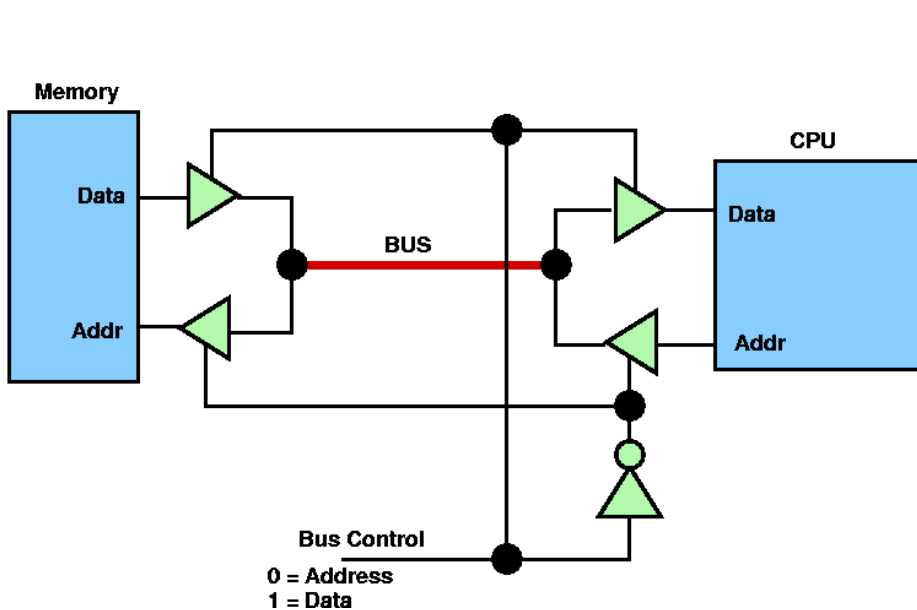 Memory
CPU
Data
Data
BUS
Addr
Addr
Bus Control
0 = Address
1 = Data